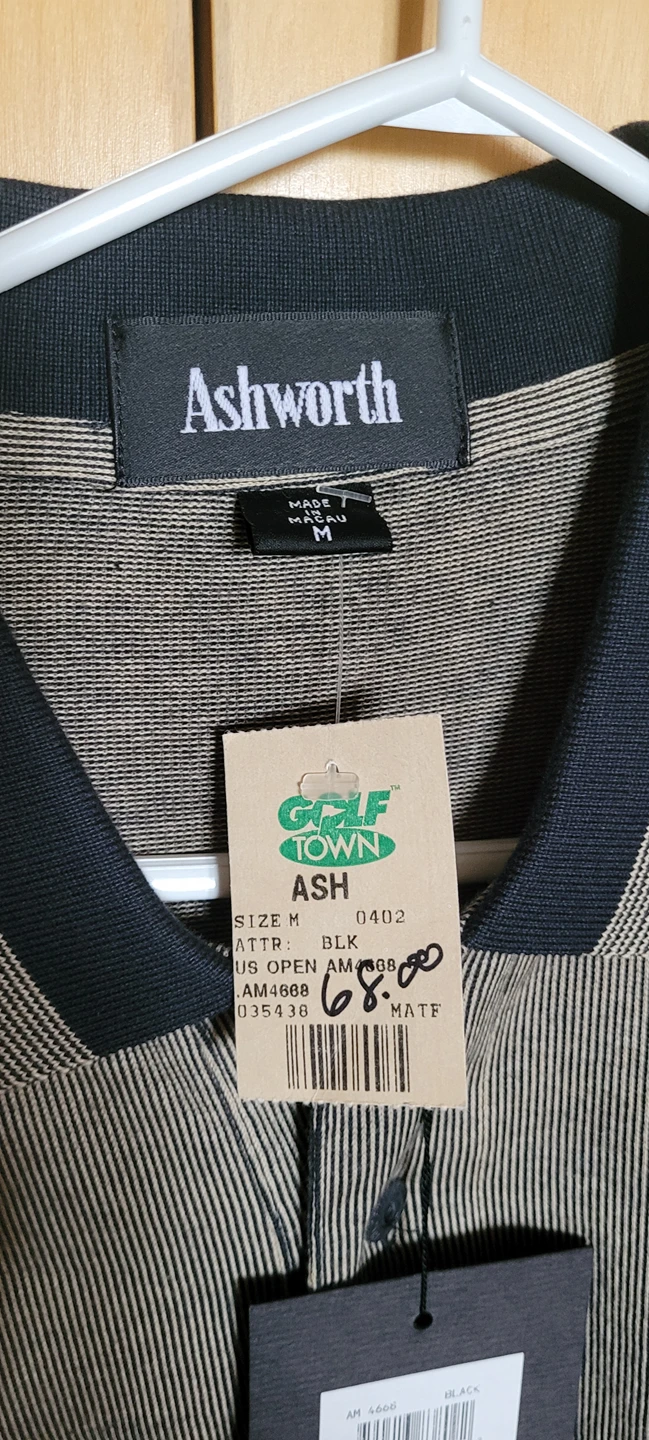 Ashworth
MADE
IN
MACAU
M
GOLF™
TOWN
ASH
SIZE M 0402
ATTR: BLK
US OPEN AM4668
.AM4668 68.00
035438 MATF
AM 4668 BLACK